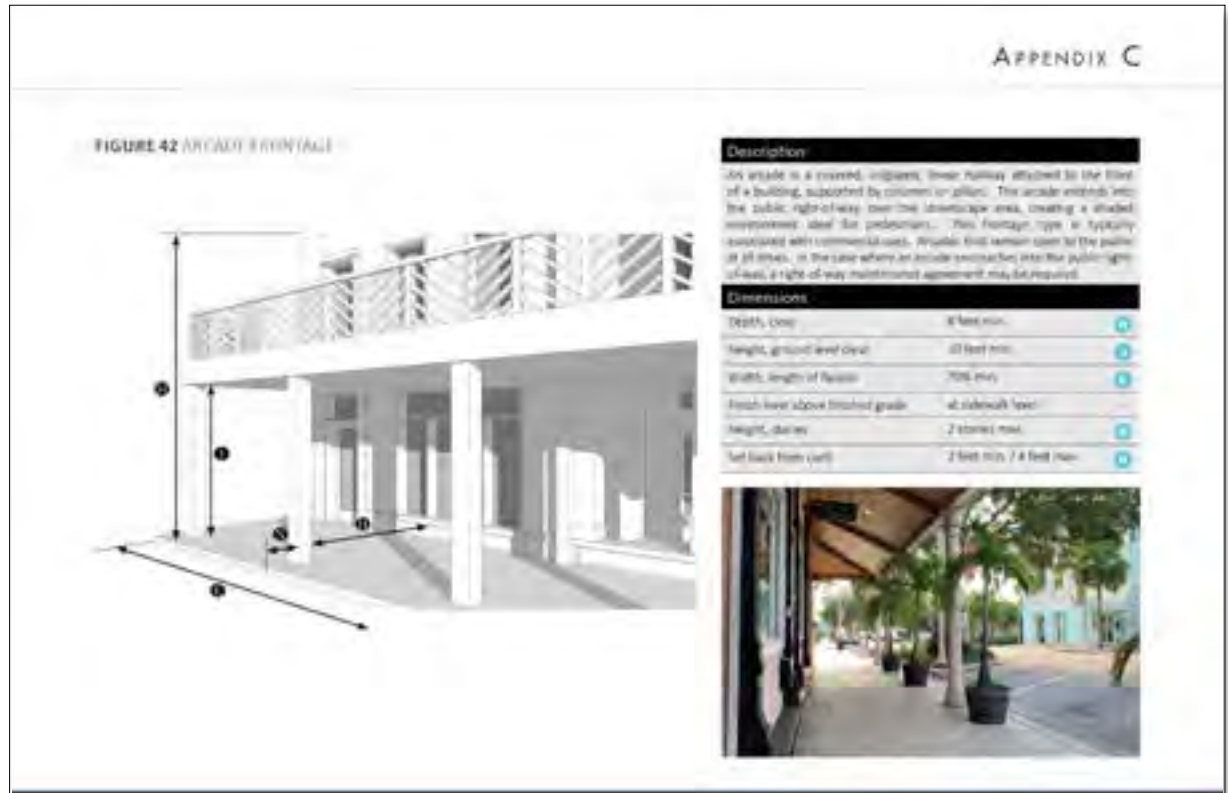 APPENDIX C
FIGURE 42 ARCADE FRONTAGE
Description
An arcade is a covered, linear attached to the front
of a building, supported by columns or pillars. The arcade extends into
the public right-of-way over the streetscape area, creating a shaded
environment ideal for pedestrians. This frontage type is typically
associated with commercial uses. Arcades shall remain open to the public
at all times. In the case where an arcade encroaches into the public right-
of-way, a right-of-way maintenance agreement may be required.
Dimensions
Depth, clear
Height, ground level clear 10 feet min.
Width, length of facade 70% min.
Finish level above finished grade at sidewalk level
Height, stories 2 stories max.
Set back from curb 2 feet min. / 4 feet max.